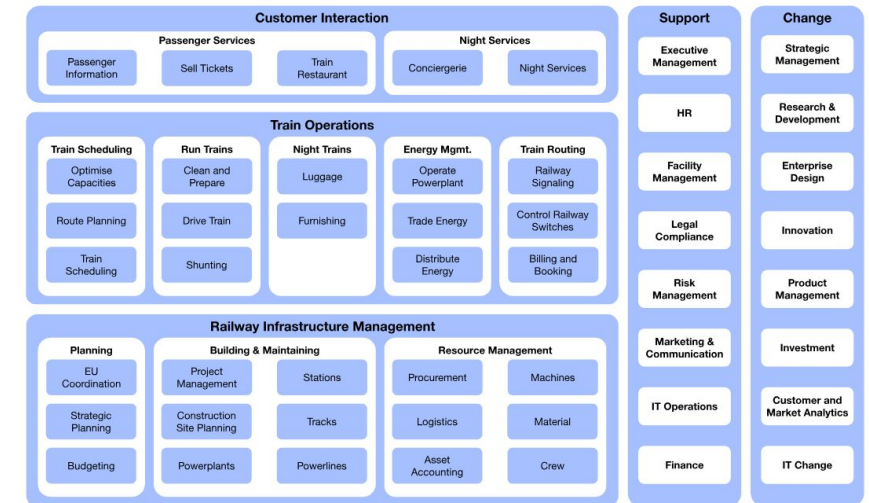 Customer Interaction
Passenger Services
Passenger
Information
Sell Tickets
Train
Restaurant
Night Services
Conciergerie
Night Services
Train Operations
Train Scheduling
Optimise
Capacities
Route Planning
Train
Scheduling
Run Trains
Clean and
Prepare
Drive Train
Shunting
Night Trains
Luggage
Furnishing
Energy Mgmt.
Operate
Powerplant
Trade Energy
Distribute
Energy
Train Routing
Railway
Signaling
Control Railway
Switches
Billing and
Booking
Railway Infrastructure Management
Planning
EU
Coordination
Strategic
Planning
Budgeting
Building & Maintaining
Project
Management
Stations
Construction
Site Planning
Tracks
Powerplants
Powerlines
Resource Management
Procurement
Machines
Logistics
Material
Asset
Accounting
Crew
Support
Executive
Management
HR
Facility
Management
Legal
Compliance
Risk
Management
Marketing &
Communication
IT Operations
Finance
Change
Strategic
Management
Research &
Development
Enterprise
Design
Innovation
Product
Management
Investment
Customer and
Market Analytics
IT Change